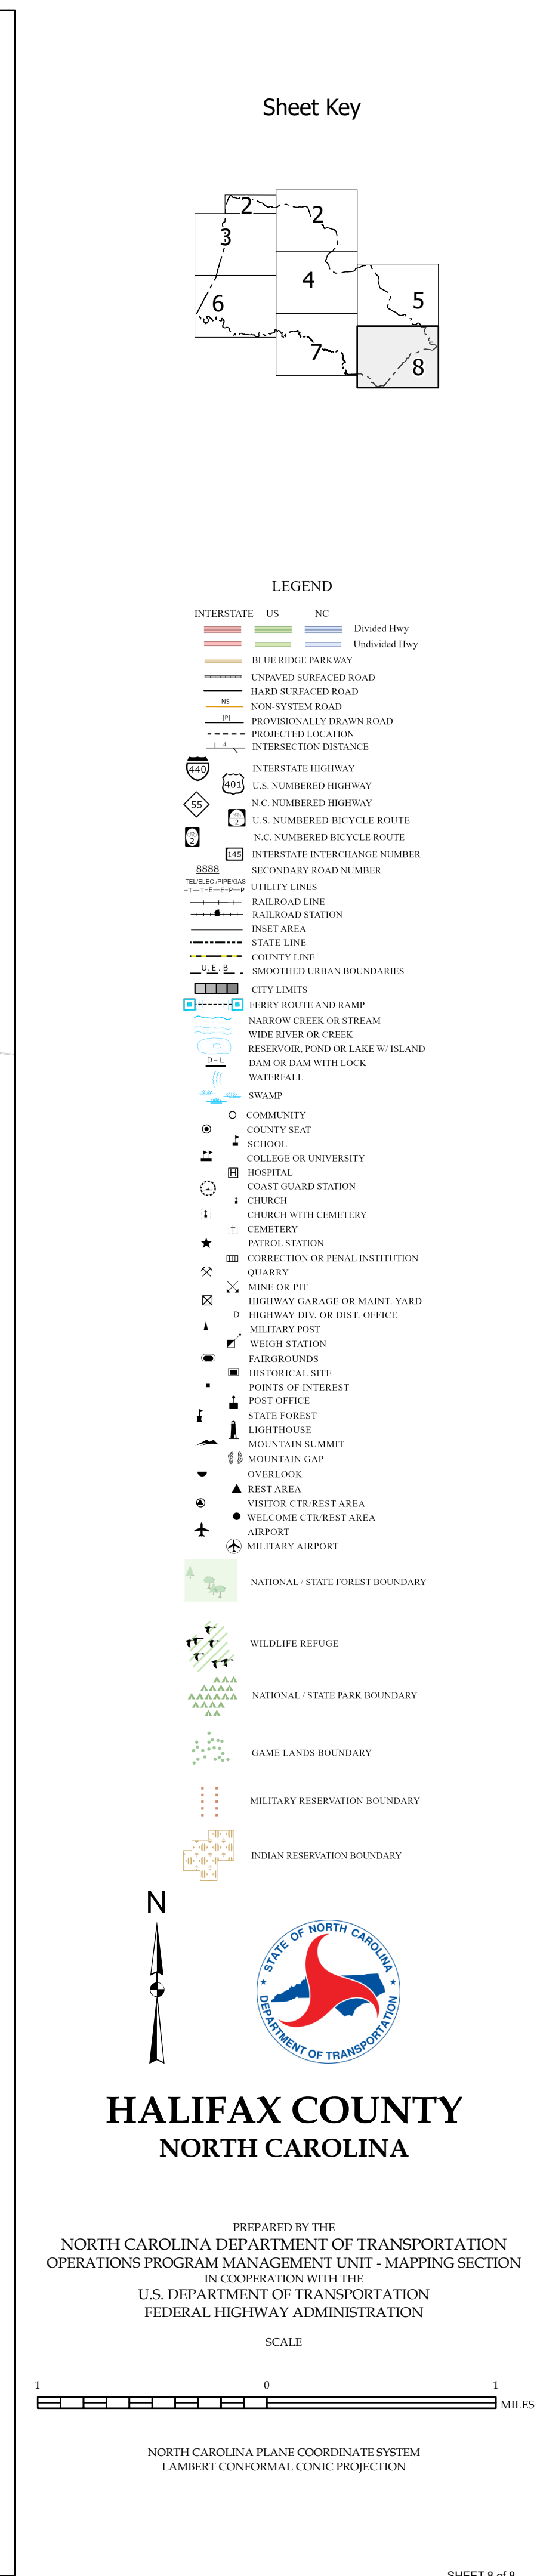 Sheet Key
2
2
3
4
5
6
7
8
LEGEND
INTERSTATE US NC
Divided Hwy
Undivided Hwy
BLUE RIDGE PARKWAY
UNPAVED SURFACED ROAD
HARD SURFACED ROAD
NS NON-SYSTEM ROAD
[P] PROVISIONALLY DRAWN ROAD
PROJECTED LOCATION
.4 INTERSECTION DISTANCE
440 INTERSTATE HIGHWAY
401 U.S. NUMBERED HIGHWAY
55 N.C. NUMBERED HIGHWAY
2 U.S. NUMBERED BICYCLE ROUTE
2 N.C. NUMBERED BICYCLE ROUTE
145 INTERSTATE INTERCHANGE NUMBER
8888 SECONDARY ROAD NUMBER
TEL/ELEC/PIPE/GAS
-T--T-E--E-P--P UTILITY LINES
RAILROAD LINE
RAILROAD STATION
INSET AREA
STATE LINE
COUNTY LINE
U.E.B SMOOTHED URBAN BOUNDARIES
CITY LIMITS
FERRY ROUTE AND RAMP
NARROW CREEK OR STREAM
WIDE RIVER OR CREEK
RESERVOIR, POND OR LAKE W/ ISLAND
D L DAM OR DAM WITH LOCK
WATERFALL
SWAMP
COMMUNITY
COUNTY SEAT
SCHOOL
COLLEGE OR UNIVERSITY
H HOSPITAL
COAST GUARD STATION
CHURCH
CHURCH WITH CEMETERY
CEMETERY
PATROL STATION
CORRECTION OR PENAL INSTITUTION
QUARRY
MINE OR PIT
HIGHWAY GARAGE OR MAINT. YARD
D HIGHWAY DIV. OR DIST. OFFICE
MILITARY POST
WEIGH STATION
FAIRGROUNDS
HISTORICAL SITE
POINTS OF INTEREST
POST OFFICE
STATE FOREST
LIGHTHOUSE
MOUNTAIN SUMMIT
MOUNTAIN GAP
OVERLOOK
REST AREA
VISITOR CTR/REST AREA
WELCOME CTR/REST AREA
AIRPORT
MILITARY AIRPORT
NATIONAL / STATE FOREST BOUNDARY
WILDLIFE REFUGE
NATIONAL / STATE PARK BOUNDARY
GAME LANDS BOUNDARY
MILITARY RESERVATION BOUNDARY
INDIAN RESERVATION BOUNDARY
N
STATE OF NORTH CAROLINA
DEPARTMENT OF TRANSPORTATION
HALIFAX COUNTY
NORTH CAROLINA
PREPARED BY THE
NORTH CAROLINA DEPARTMENT OF TRANSPORTATION
OPERATIONS PROGRAM MANAGEMENT UNIT - MAPPING SECTION
IN COOPERATION WITH THE
U.S. DEPARTMENT OF TRANSPORTATION
FEDERAL HIGHWAY ADMINISTRATION
SCALE
1 0 1
MILES
NORTH CAROLINA PLANE COORDINATE SYSTEM
LAMBERT CONFORMAL CONIC PROJECTION
SHEET 8 of 8